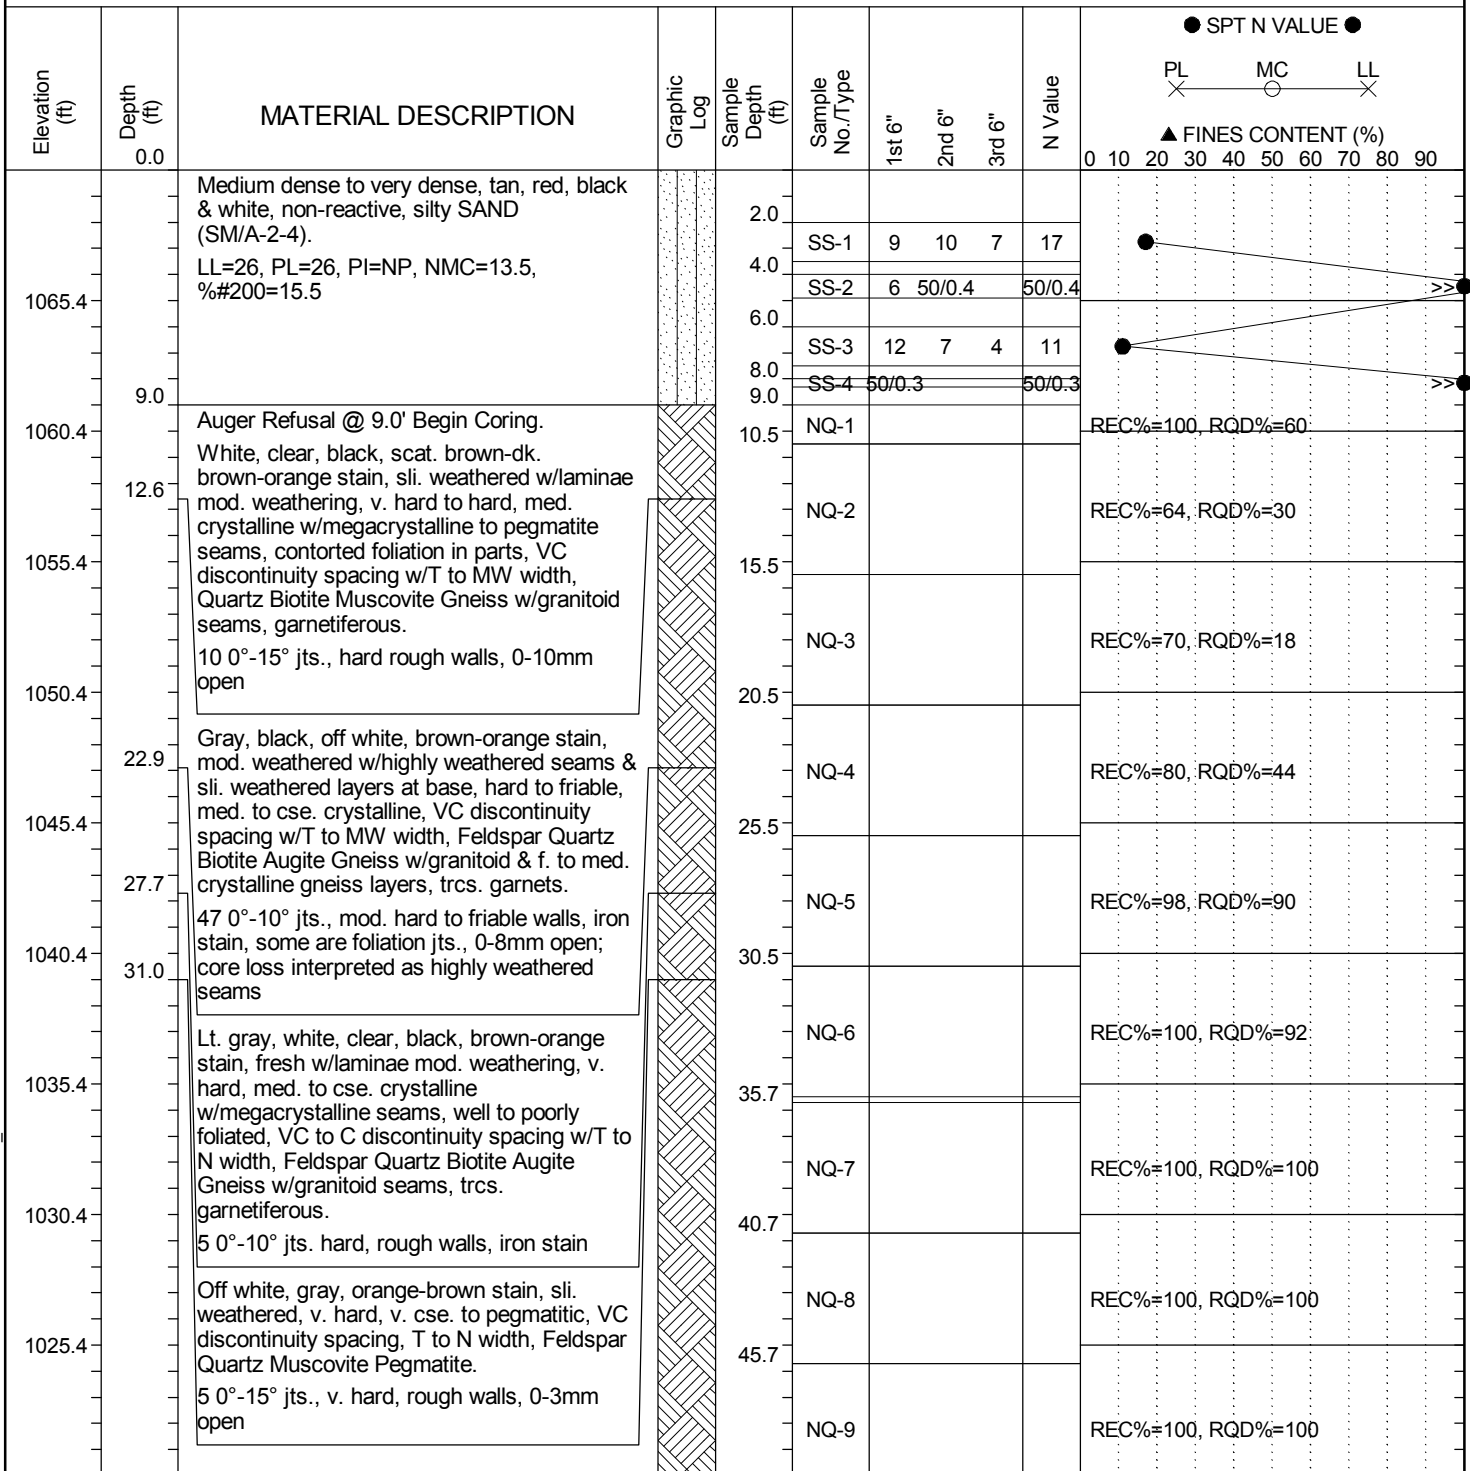 ● SPT N VALUE ●
PL MC LL
▲ FINES CONTENT (%)
0 10 20 30 40 50 60 70 80 90
Elevation
(ft)
Depth
(ft)
0.0
MATERIAL DESCRIPTION
Graphic
Log
Sample
Depth
(ft)
Sample
No./Type
1st 6"
2nd 6"
3rd 6"
N Value
Medium dense to very dense, tan, red, black
& white, non-reactive, silty SAND
(SM/A-2-4).
LL=26, PL=26, PI=NP, NMC=13.5,
%#200=15.5
2.0
SS-1 9 10 7 17
4.0
SS-2 6 50/0.4 50/0.4 >>
1065.4
6.0
SS-3 12 7 4 11
8.0
SS-4 50/0.3 50/0.3 >>
9.0 9.0
Auger Refusal @ 9.0' Begin Coring.
1060.4 10.5 NQ-1 REC%=100, RQD%=60
White, clear, black, scat. brown-dk.
brown-orange stain, sli. weathered w/laminae
mod. weathering, v. hard to hard, med.
crystalline w/megacrystalline to pegmatite
seams, contorted foliation in parts, VC
discontinuity spacing w/T to MW width,
Quartz Biotite Muscovite Gneiss w/granitoid
seams, garnetiferous.
10 0°-15° jts., hard rough walls, 0-10mm
open
12.6
NQ-2 REC%=64, RQD%=30
1055.4 15.5
NQ-3 REC%=70, RQD%=18
1050.4 20.5
Gray, black, off white, brown-orange stain,
mod. weathered w/highly weathered seams &
sli. weathered layers at base, hard to friable,
med. to cse. crystalline, VC discontinuity
spacing w/T to MW width, Feldspar Quartz
Biotite Augite Gneiss w/granitoid & f. to med.
crystalline gneiss layers, trcs. garnets.
47 0°-10° jts., mod. hard to friable walls, iron
stain, some are foliation jts., 0-8mm open;
core loss interpreted as highly weathered
seams
22.9
NQ-4 REC%=80, RQD%=44
1045.4 25.5
27.7
NQ-5 REC%=98, RQD%=90
1040.4 30.5
31.0
Lt. gray, white, clear, black, brown-orange
stain, fresh w/laminae mod. weathering, v.
hard, med. to cse. crystalline
w/megacrystalline seams, well to poorly
foliated, VC to C discontinuity spacing w/T to
N width, Feldspar Quartz Biotite Augite
Gneiss w/granitoid seams, trcs.
garnetiferous.
5 0°-10° jts. hard, rough walls, iron stain
NQ-6 REC%=100, RQD%=92
1035.4 35.7
NQ-7 REC%=100, RQD%=100
1030.4 40.7
Off white, gray, orange-brown stain, sli.
weathered, v. hard, v. cse. to pegmatitic, VC
discontinuity spacing, T to N width, Feldspar
Quartz Muscovite Pegmatite.
5 0°-15° jts., v. hard, rough walls, 0-3mm
open
NQ-8 REC%=100, RQD%=100
1025.4 45.7
NQ-9 REC%=100, RQD%=100